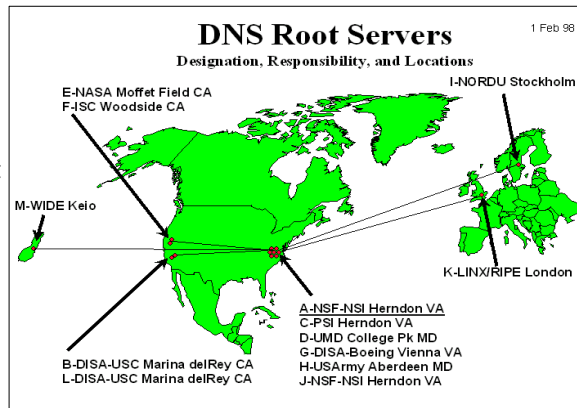 DNS Root Servers
1 Feb 98
Designation, Responsibility, and Locations
E-NASA Moffet Field CA
F-ISC Woodside CA
I-NORDU Stockholm
M-WIDE Keio
K-LINX/RIPE London
A-NSF-NSI Herndon VA
C-PSI Herndon VA
D-UMD College Pk MD
G-DISA-Boeing Vienna VA
H-USArmy Aberdeen MD
J-NSF-NSI Herndon VA
B-DISA-USC Marina delRey CA
L-DISA-USC Marina delRey CA